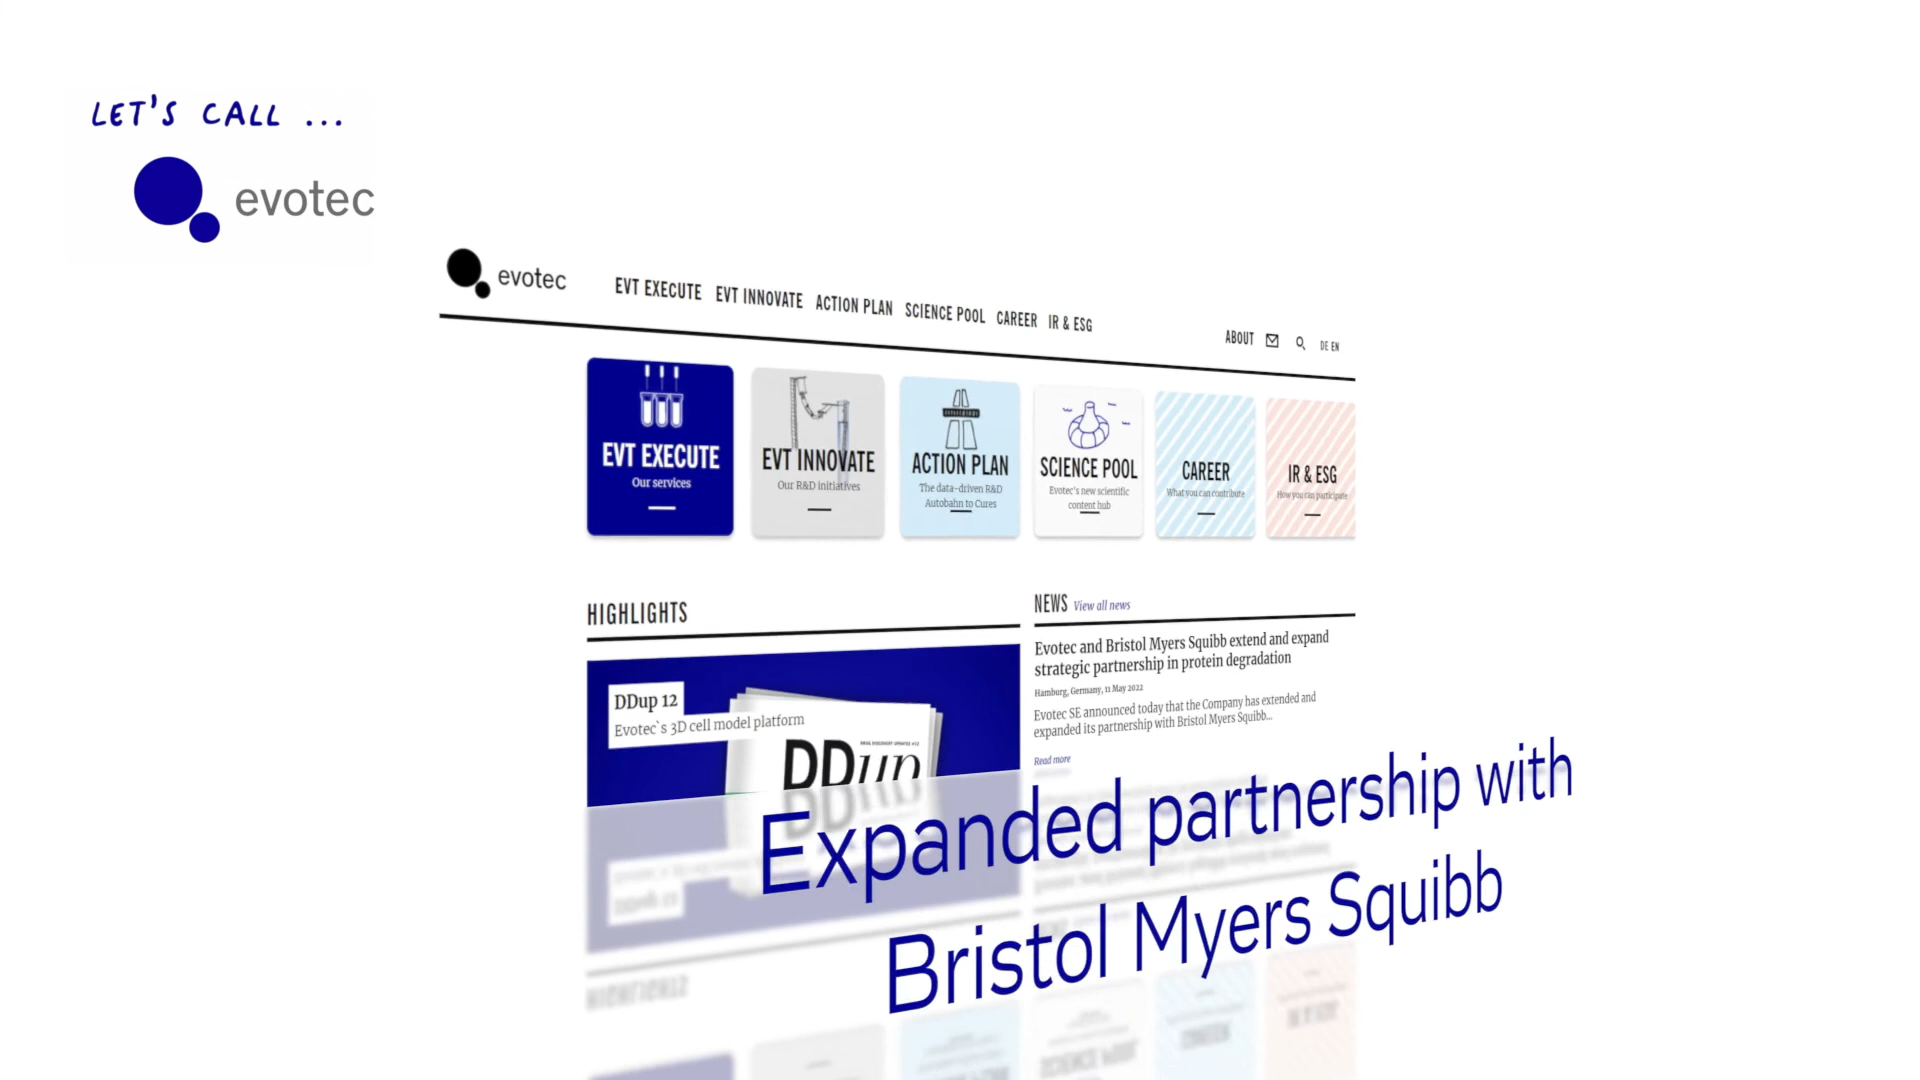 LET'S CALL ...
evotec
evotec
EVT EXECUTE EVT INNOVATE ACTION PLAN SCIENCE POOL CAREER IR & ESG
ABOUT DE EN
EVT EXECUTE
Our services
EVT INNOVATE
Our R&D initiatives
ACTION PLAN
The data-driven R&D
Autobahn to Cures
SCIENCE POOL
Evotec's new scientific
content hub
CAREER
What you can contribute
IR & ESG
How you can participate
HIGHLIGHTS
DDup 12
Evotec`s 3D cell model platform
DRUG DISCOVERY UPDATES #12
DDup
NEWS View all news
Evotec and Bristol Myers Squibb extend and expand
strategic partnership in protein degradation
Hamburg, Germany, 11 May 2022
Evotec SE announced today that the Company has extended and
expanded its partnership with Bristol Myers Squibb...
Read more
Expanded partnership with
Bristol Myers Squibb